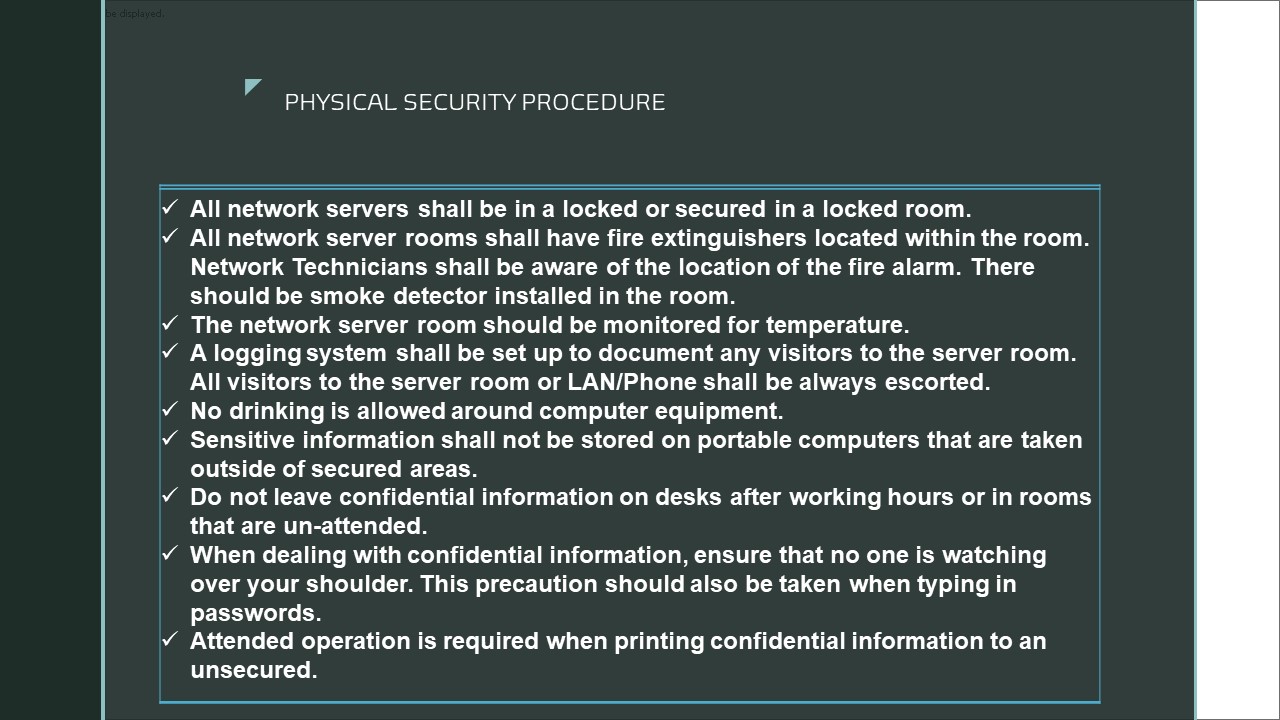 be displayed.
PHYSICAL SECURITY PROCEDURE
✓ All network servers shall be in a locked or secured in a locked room.
✓ All network server rooms shall have fire extinguishers located within the room.
Network Technicians shall be aware of the location of the fire alarm. There
should be smoke detector installed in the room.
✓ The network server room should be monitored for temperature.
✓ A logging system shall be set up to document any visitors to the server room.
All visitors to the server room or LAN/Phone shall be always escorted.
✓ No drinking is allowed around computer equipment.
✓ Sensitive information shall not be stored on portable computers that are taken
outside of secured areas.
✓ Do not leave confidential information on desks after working hours or in rooms
that are un-attended.
✓ When dealing with confidential information, ensure that no one is watching
over your shoulder. This precaution should also be taken when typing in
passwords.
✓ Attended operation is required when printing confidential information to an
unsecured.